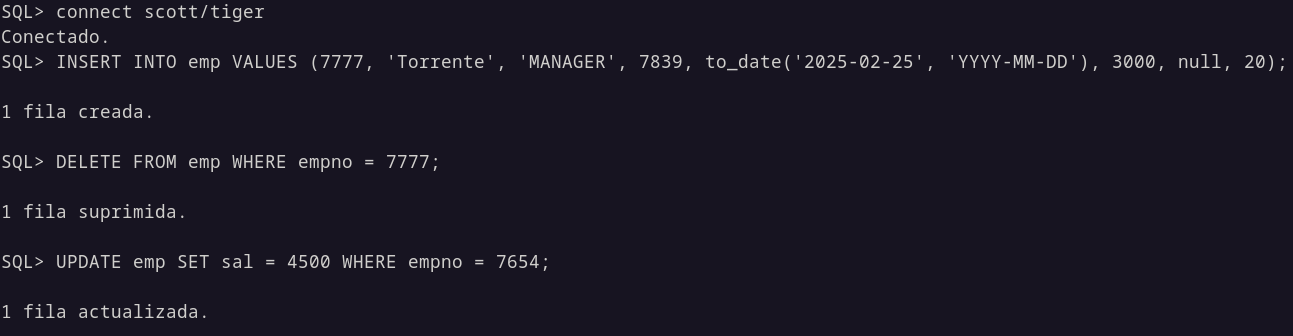 SQL> connect scott/tiger
Conectado.
SQL> INSERT INTO emp VALUES (7777, 'Torrente', 'MANAGER', 7839, to_date('2025-02-25', 'YYYY-MM-DD'), 3000, null, 20);
1 fila creada.
SQL> DELETE FROM emp WHERE empno = 7777;
1 fila suprimida.
SQL> UPDATE emp SET sal = 4500 WHERE empno = 7654;
1 fila actualizada.